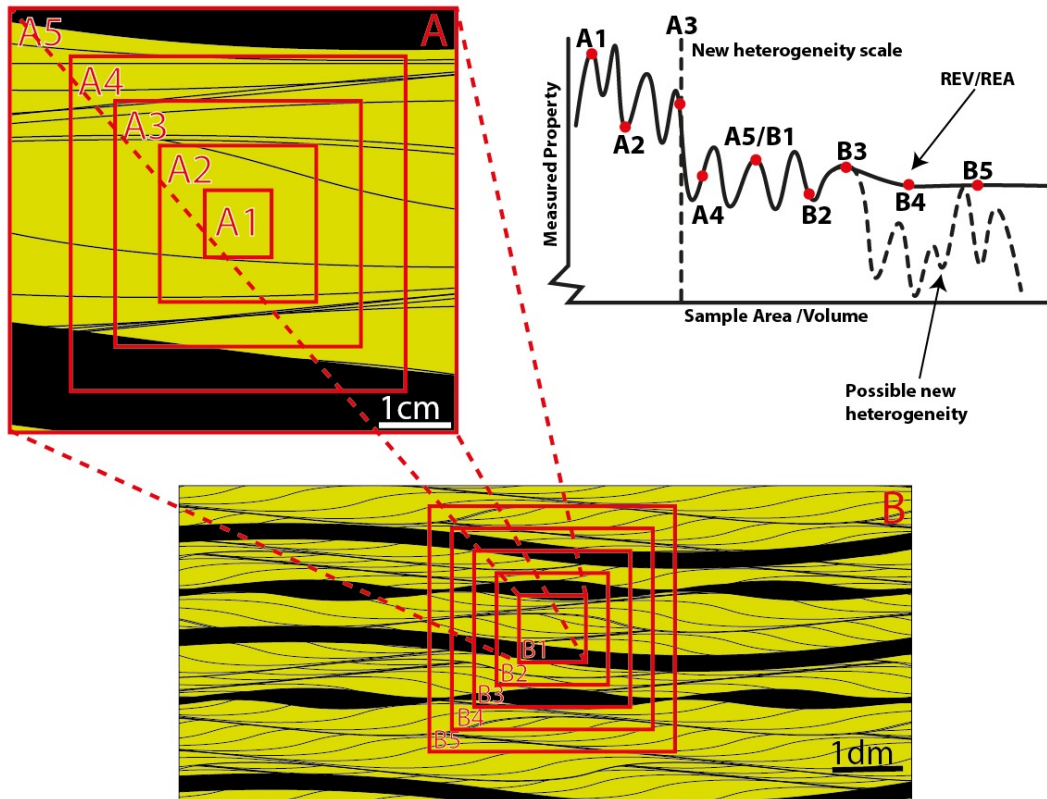 A5
A
A4
A3
A2
A1
1cm
A1
A3
New heterogeneity scale
REV/REA
A2
A5/B1
B3
B5
A4
B2
B4
Measured Property
Sample Area /Volume
Possible new
heterogeneity
B
B1
B2
B3
B4
B5
1dm